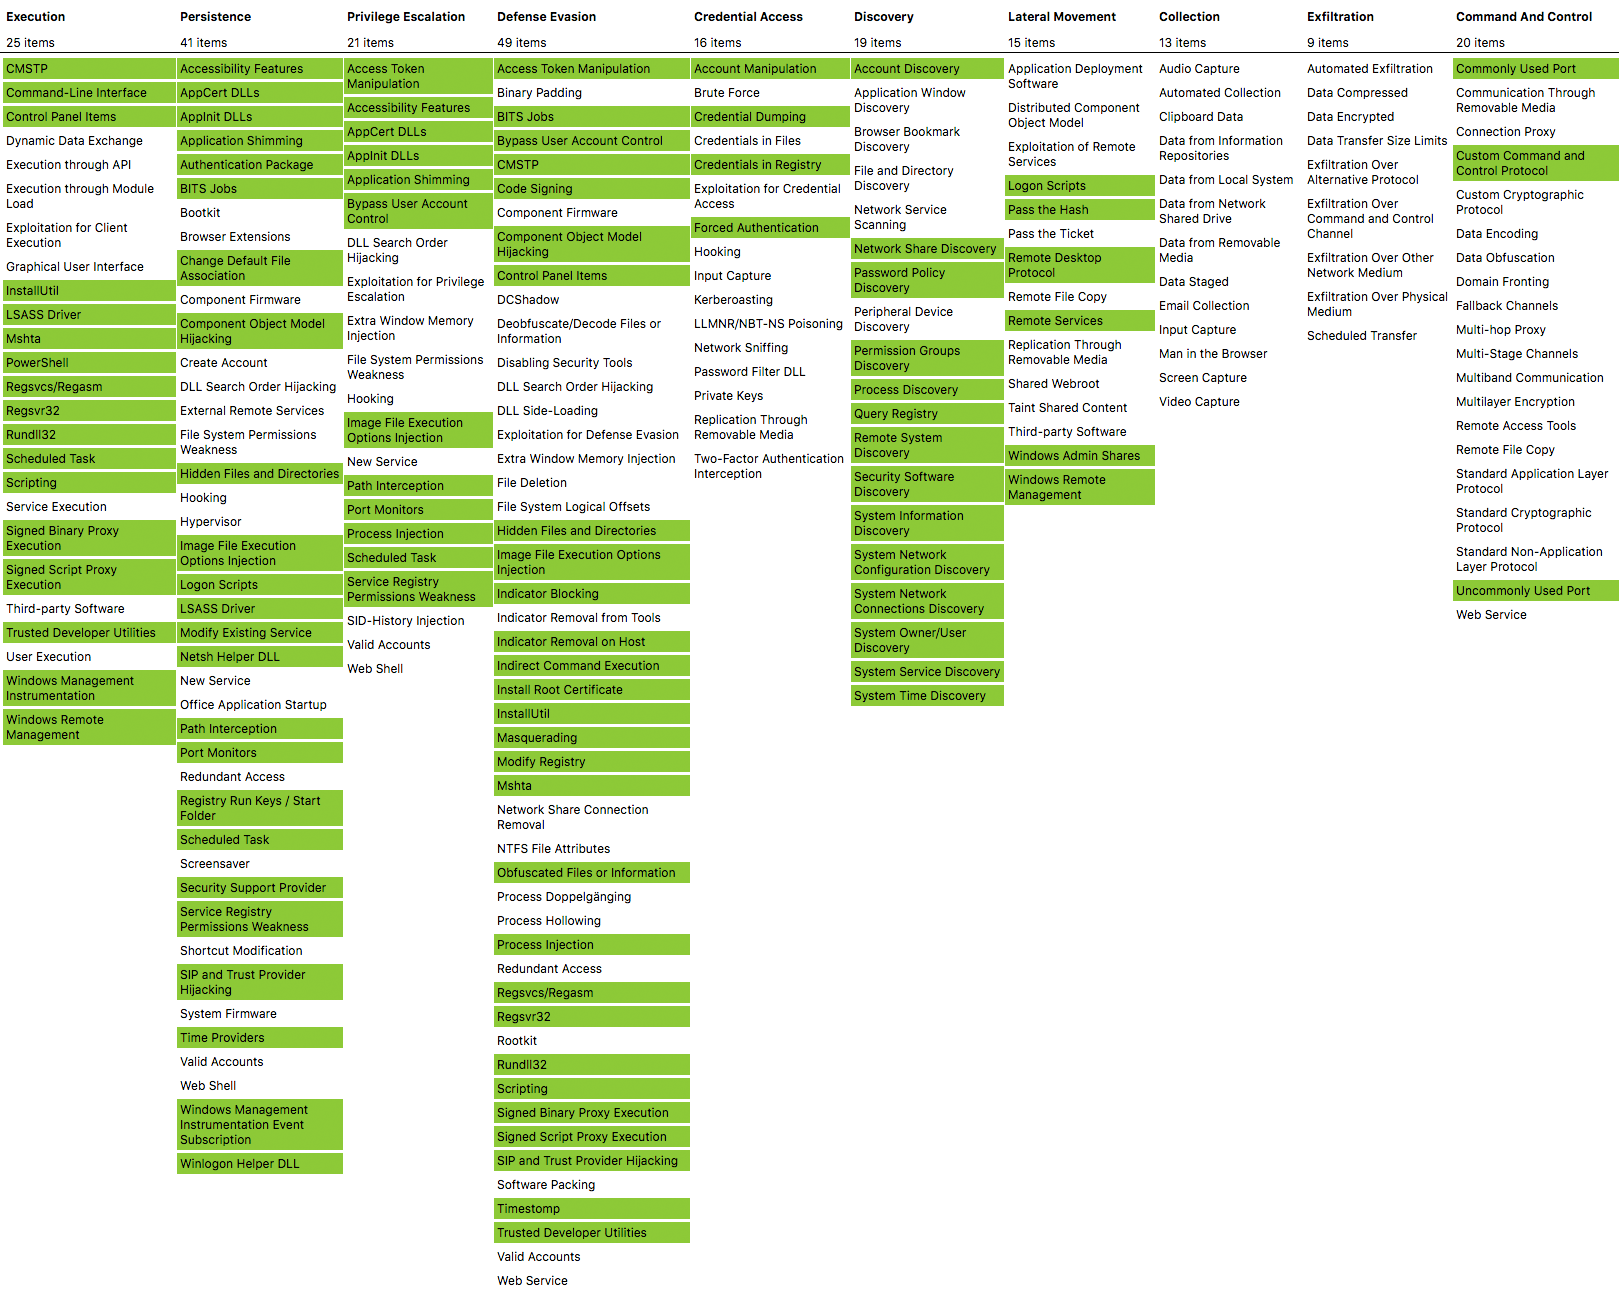 Execution
25 items
CMSTP
Command-Line Interface
Control Panel Items
Dynamic Data Exchange
Execution through API
Execution through Module
Load
Exploitation for Client
Execution
Graphical User Interface
InstallUtil
LSASS Driver
Mshta
PowerShell
Regsvcs/Regasm
Regsvr32
Rundll32
Scheduled Task
Scripting
Service Execution
Signed Binary Proxy
Execution
Signed Script Proxy
Execution
Third-party Software
Trusted Developer Utilities
User Execution
Windows Management
Instrumentation
Windows Remote
Management
Persistence
41 items
Accessibility Features
AppCert DLLs
AppInit DLLs
Application Shimming
Authentication Package
BITS Jobs
Bootkit
Browser Extensions
Change Default File
Association
Component Firmware
Component Object Model
Hijacking
Create Account
DLL Search Order Hijacking
External Remote Services
File System Permissions
Weakness
Hidden Files and Directories
Hooking
Hypervisor
Image File Execution
Options Injection
Logon Scripts
LSASS Driver
Modify Existing Service
Netsh Helper DLL
New Service
Office Application Startup
Path Interception
Port Monitors
Redundant Access
Registry Run Keys / Start
Folder
Scheduled Task
Screensaver
Security Support Provider
Service Registry
Permissions Weakness
Shortcut Modification
SIP and Trust Provider
Hijacking
System Firmware
Time Providers
Valid Accounts
Web Shell
Windows Management
Instrumentation Event
Subscription
Winlogon Helper DLL
Privilege Escalation
21 items
Access Token
Manipulation
Accessibility Features
AppCert DLLs
AppInit DLLs
Application Shimming
Bypass User Account
Control
DLL Search Order
Hijacking
Exploitation for Privilege
Escalation
Extra Window Memory
Injection
File System Permissions
Weakness
Hooking
Image File Execution
Options Injection
New Service
Path Interception
Port Monitors
Process Injection
Scheduled Task
Service Registry
Permissions Weakness
SID-History Injection
Valid Accounts
Web Shell
Defense Evasion
49 items
Access Token Manipulation
Binary Padding
BITS Jobs
Bypass User Account Control
CMSTP
Code Signing
Component Firmware
Component Object Model
Hijacking
Control Panel Items
DCShadow
Deobfuscate/Decode Files or
Information
Disabling Security Tools
DLL Search Order Hijacking
DLL Side-Loading
Exploitation for Defense Evasion
Extra Window Memory Injection
File Deletion
File System Logical Offsets
Hidden Files and Directories
Image File Execution Options
Injection
Indicator Blocking
Indicator Removal from Tools
Indicator Removal on Host
Indirect Command Execution
Install Root Certificate
InstallUtil
Masquerading
Modify Registry
Mshta
Network Share Connection
Removal
NTFS File Attributes
Obfuscated Files or Information
Process Doppelgänging
Process Hollowing
Process Injection
Redundant Access
Regsvcs/Regasm
Regsvr32
Rootkit
Rundll32
Scripting
Signed Binary Proxy Execution
Signed Script Proxy Execution
SIP and Trust Provider Hijacking
Software Packing
Timestomp
Trusted Developer Utilities
Valid Accounts
Web Service
Credential Access
16 items
Account Manipulation
Brute Force
Credential Dumping
Credentials in Files
Credentials in Registry
Exploitation for Credential
Access
Forced Authentication
Hooking
Input Capture
Kerberoasting
LLMNR/NBT-NS Poisoning
Network Sniffing
Password Filter DLL
Private Keys
Replication Through
Removable Media
Two-Factor Authentication
Interception
Discovery
19 items
Account Discovery
Application Window
Discovery
Browser Bookmark
Discovery
File and Directory
Discovery
Network Service
Scanning
Network Share Discovery
Password Policy
Discovery
Peripheral Device
Discovery
Permission Groups
Discovery
Process Discovery
Query Registry
Remote System
Discovery
Security Software
Discovery
System Information
Discovery
System Network
Configuration Discovery
System Network
Connections Discovery
System Owner/User
Discovery
System Service Discovery
System Time Discovery
Lateral Movement
15 items
Application Deployment
Software
Distributed Component
Object Model
Exploitation of Remote
Services
Logon Scripts
Pass the Hash
Pass the Ticket
Remote Desktop
Protocol
Remote File Copy
Remote Services
Replication Through
Removable Media
Shared Webroot
Taint Shared Content
Third-party Software
Windows Admin Shares
Windows Remote
Management
Collection
13 items
Audio Capture
Automated Collection
Clipboard Data
Data from Information
Repositories
Data from Local System
Data from Network
Shared Drive
Data from Removable
Media
Data Staged
Email Collection
Input Capture
Man in the Browser
Screen Capture
Video Capture
Exfiltration
9 items
Automated Exfiltration
Data Compressed
Data Encrypted
Data Transfer Size Limits
Exfiltration Over
Alternative Protocol
Exfiltration Over
Command and Control
Channel
Exfiltration Over Other
Network Medium
Exfiltration Over Physical
Medium
Scheduled Transfer
Command And Control
20 items
Commonly Used Port
Communication Through
Removable Media
Connection Proxy
Custom Command and
Control Protocol
Custom Cryptographic
Protocol
Data Encoding
Data Obfuscation
Domain Fronting
Fallback Channels
Multi-hop Proxy
Multi-Stage Channels
Multiband Communication
Multilayer Encryption
Remote Access Tools
Remote File Copy
Standard Application Layer
Protocol
Standard Cryptographic
Protocol
Standard Non-Application
Layer Protocol
Uncommonly Used Port
Web Service